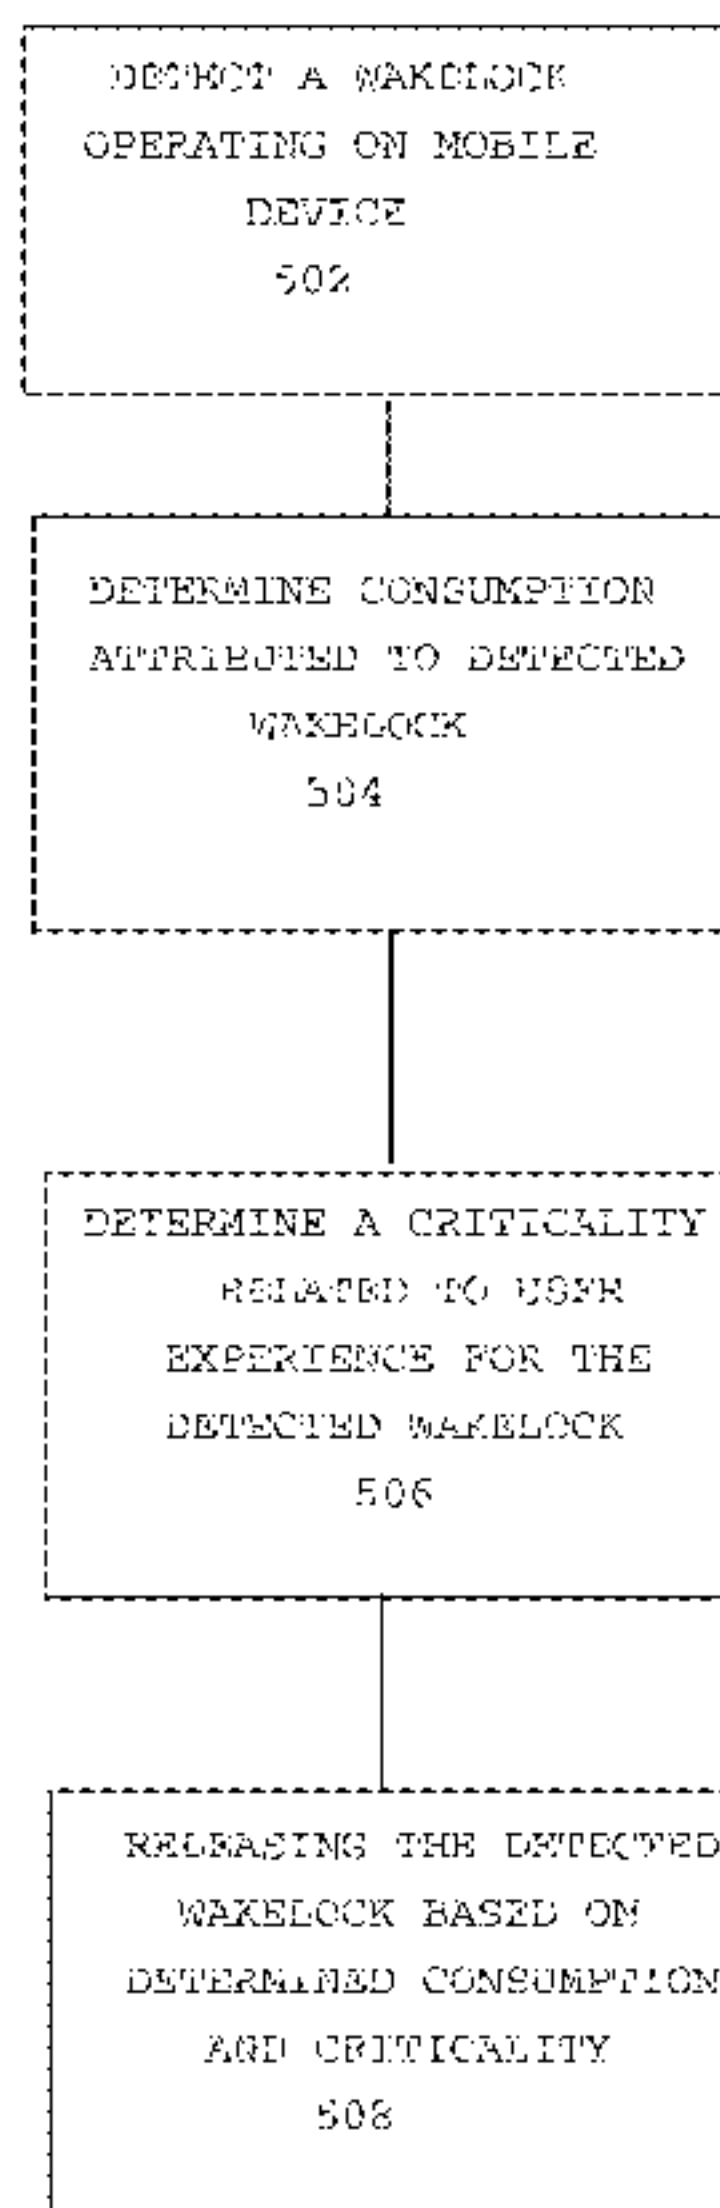 DETECT A WAKELOCK
OPERATING ON MOBILE
DEVICE
502
DETERMINE CONSUMPTION
ATTRIBUTED TO DETECTED
WAKELOCK
504
DETERMINE A CRITICALITY
RELATED TO USER
EXPERIENCE FOR THE
DETECTED WAKELOCK
506
RELEASING THE DETECTED
WAKELOCK BASED ON
DETERMINED CONSUMPTION
AND CRITICALITY
508